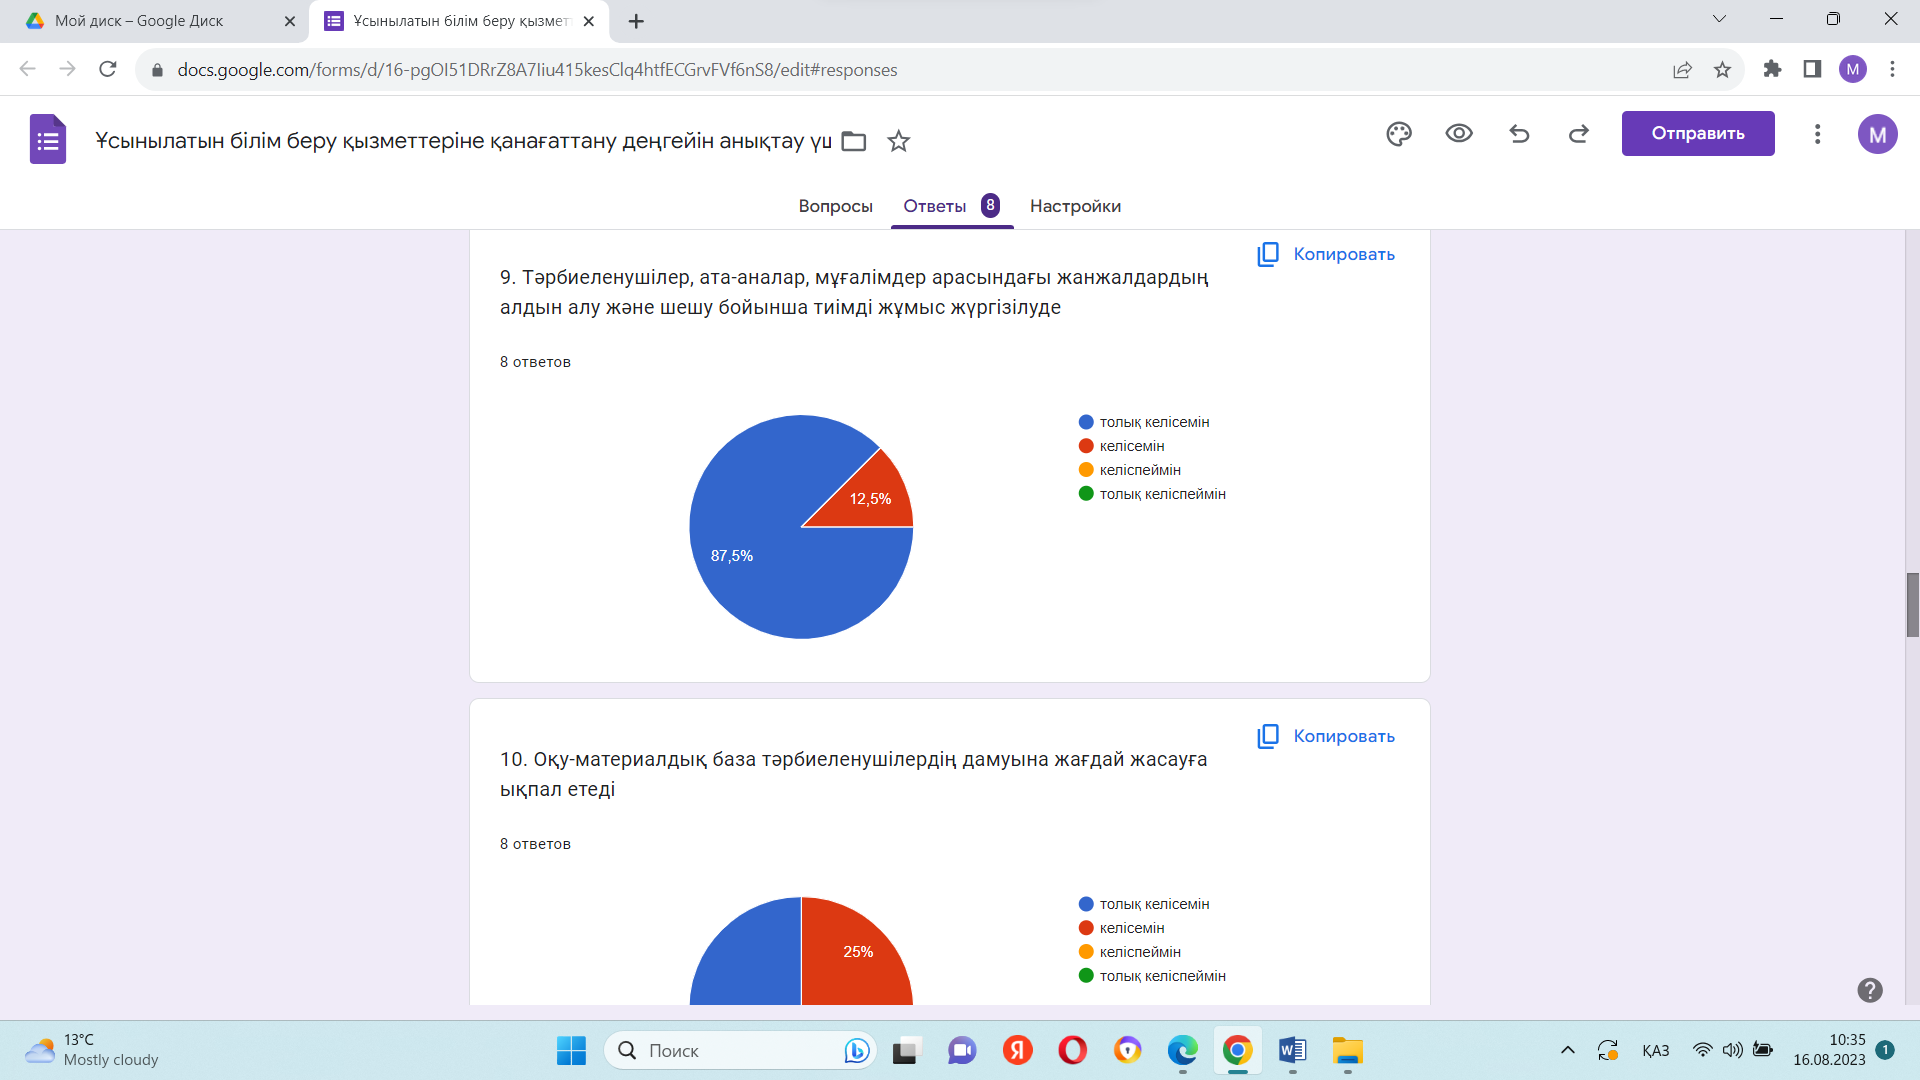 Мой диск – Google Диск
Ұсынылатын білім беру қызмет
docs.google.com/forms/d/16-pgOI51DRrZ8A7Iiu415kesClq4htfECGrvFVf6nS8/edit#responses
M
Ұсынылатын білім беру қызметтеріне қанағаттану деңгейін анықтау үш
Отправить
M
Вопросы
Ответы 8
Настройки
Копировать
9. Тәрбиеленушілер, ата-аналар, мұғалімдер арасындағы жанжалдардың
алдын алу және шешу бойынша тиімді жұмыс жүргізілуде
8 ответов
толық келісемін
келісемін
келіспеймін
толық келіспеймін
12,5%
87,5%
Копировать
10. Оқу-материалдық база тәрбиеленушілердің дамуына жағдай жасауға
ықпал етеді
8 ответов
толық келісемін
келісемін
келіспеймін
толық келіспеймін
25%
13°C
Mostly cloudy
Поиск
ҚАЗ
10:35
16.08.2023
1